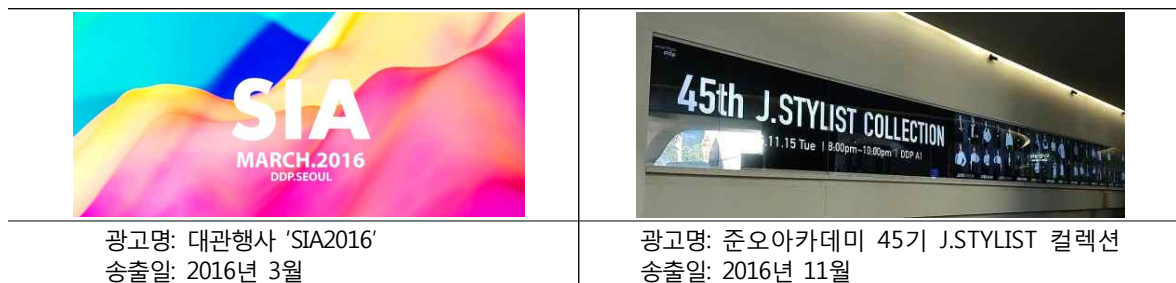 SIA
MARCH.2016
DDP.SEOUL
45th J.STYLIST COLLECTION
.11.15 Tue | 8:00pm~10:00pm | DDP A1
광고명: 대관행사 'SIA2016'
송출일: 2016년 3월
광고명: 준오아카데미 45기 J.STYLIST 컬렉션
송출일: 2016년 11월